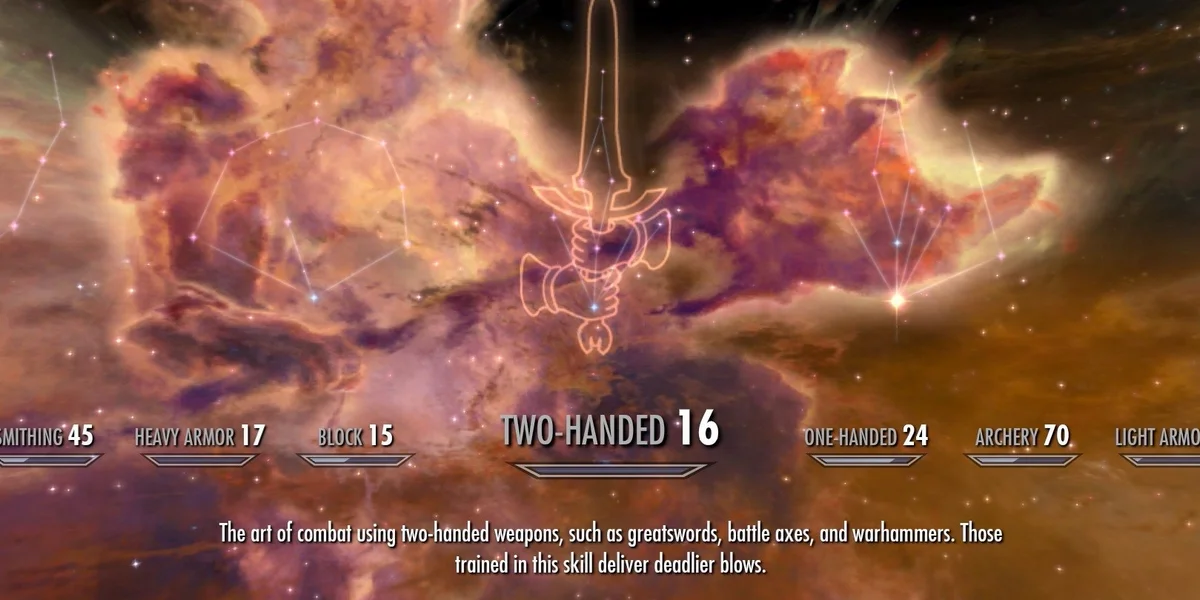 SMITHING 45 HEAVY ARMOR 17 BLOCK 15 TWO-HANDED 16 ONE-HANDED 24 ARCHERY 70 LIGHT ARMO
The art of combat using two-handed weapons, such as greatswords, battle axes, and warhammers. Those
trained in this skill deliver deadlier blows.